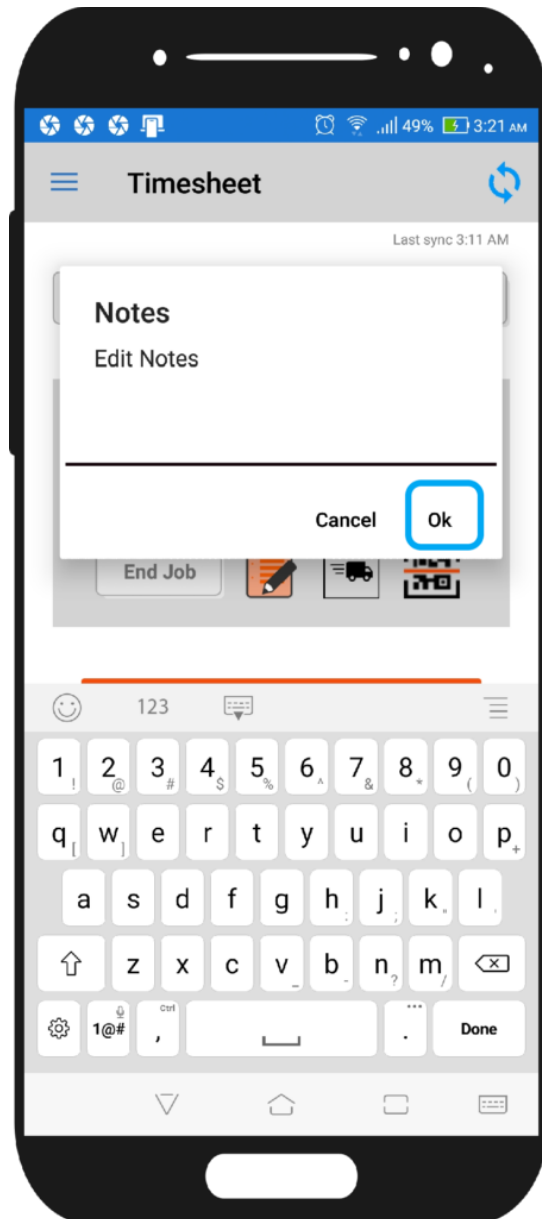 49% 3:21 AM
Timesheet
Last sync 3:11 AM
Notes
Edit Notes
Cancel Ok
End Job
123
1 ! 2 @ 3 # 4 $ 5 % 6 ^ 7 & 8 * 9 ( 0 )
q [ w ] e r t y u i o p +
a s d f g h : j ; k " l '
z x c v _ b - n ? m /
1@# Ctrl , . Done